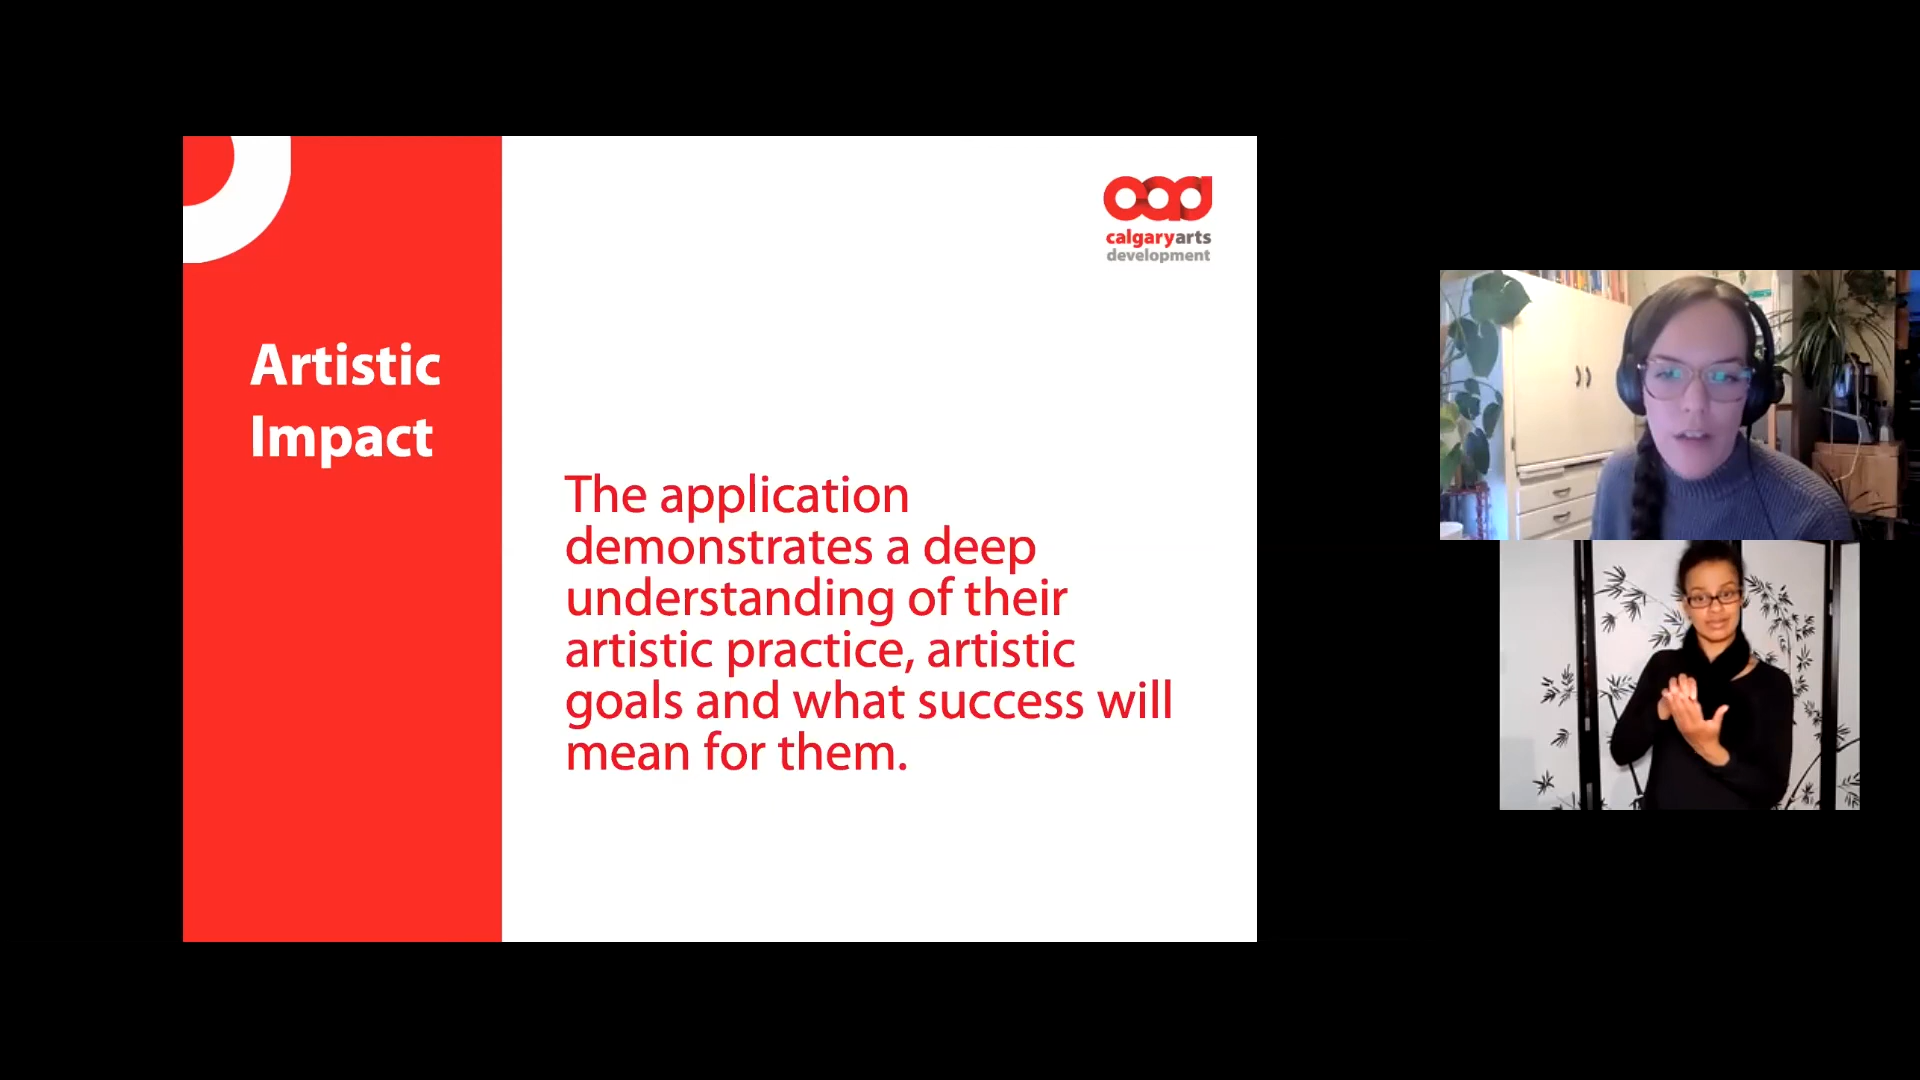 Artistic
Impact
calgaryarts
development
The application
demonstrates a deep
understanding of their
artistic practice, artistic
goals and what success will
mean for them.